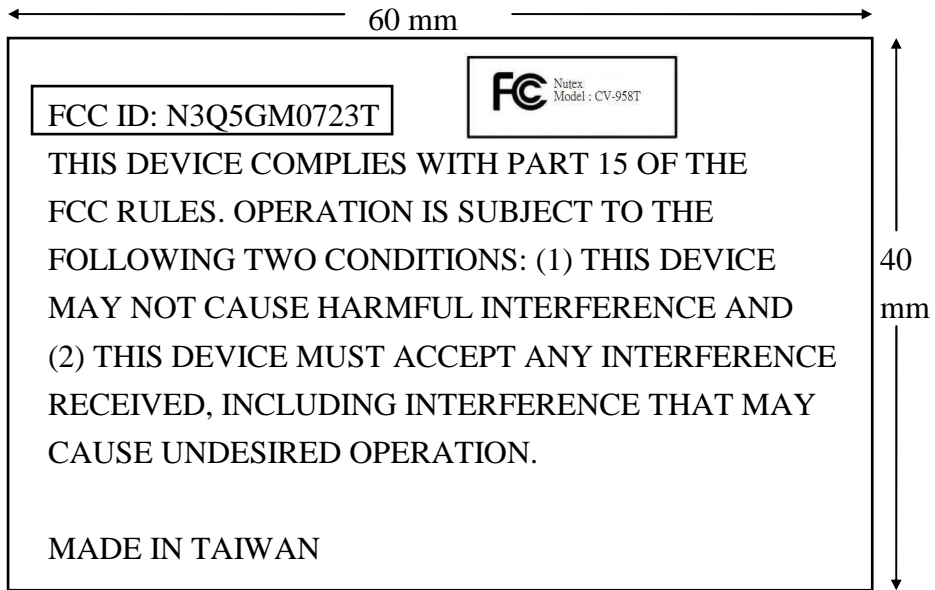 60 mm
FC Nutex
Model : CV-958T
FCC ID: N3Q5GM0723T
THIS DEVICE COMPLIES WITH PART 15 OF THE
FCC RULES. OPERATION IS SUBJECT TO THE
FOLLOWING TWO CONDITIONS: (1) THIS DEVICE
MAY NOT CAUSE HARMFUL INTERFERENCE AND
(2) THIS DEVICE MUST ACCEPT ANY INTERFERENCE
RECEIVED, INCLUDING INTERFERENCE THAT MAY
CAUSE UNDESIRED OPERATION.
MADE IN TAIWAN
40
mm